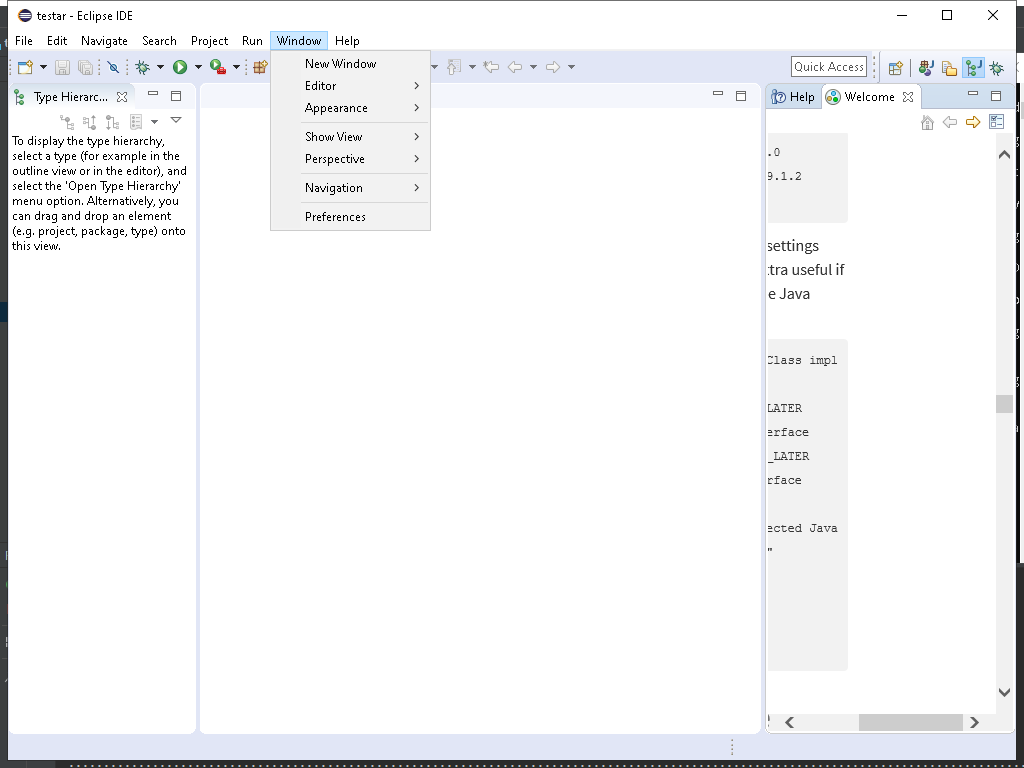 testar - Eclipse IDE
File Edit Navigate Search Project Run Window Help
Quick Access
Type Hierarc...
To display the type hierarchy,
select a type (for example in the
outline view or in the editor), and
select the 'Open Type Hierarchy'
menu option. Alternatively, you
can drag and drop an element
(e.g. project, package, type) onto
this view.
New Window
Editor
Appearance
Show View
Perspective
Navigation
Preferences
Help Welcome
.0
9.1.2
settings
tra useful if
e Java
Class impl
LATER
erface
_LATER
rface
ected Java
"